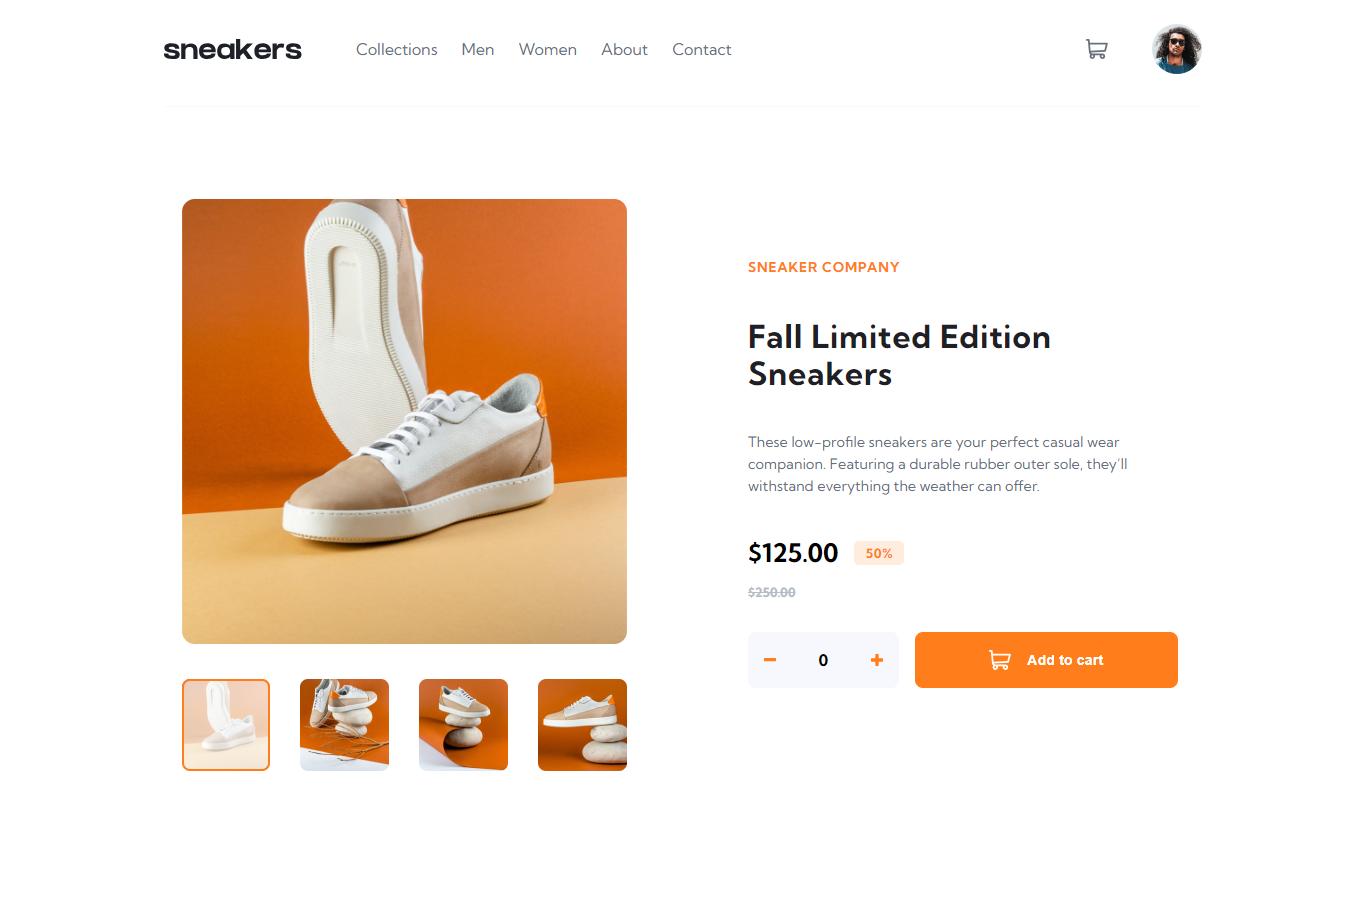 sneakers Collections Men Women About Contact
SNEAKER COMPANY
Fall Limited Edition
Sneakers
These low-profile sneakers are your perfect casual wear
companion. Featuring a durable rubber outer sole, they'll
withstand everything the weather can offer.
$125.00 50%
$250.00
0 Add to cart